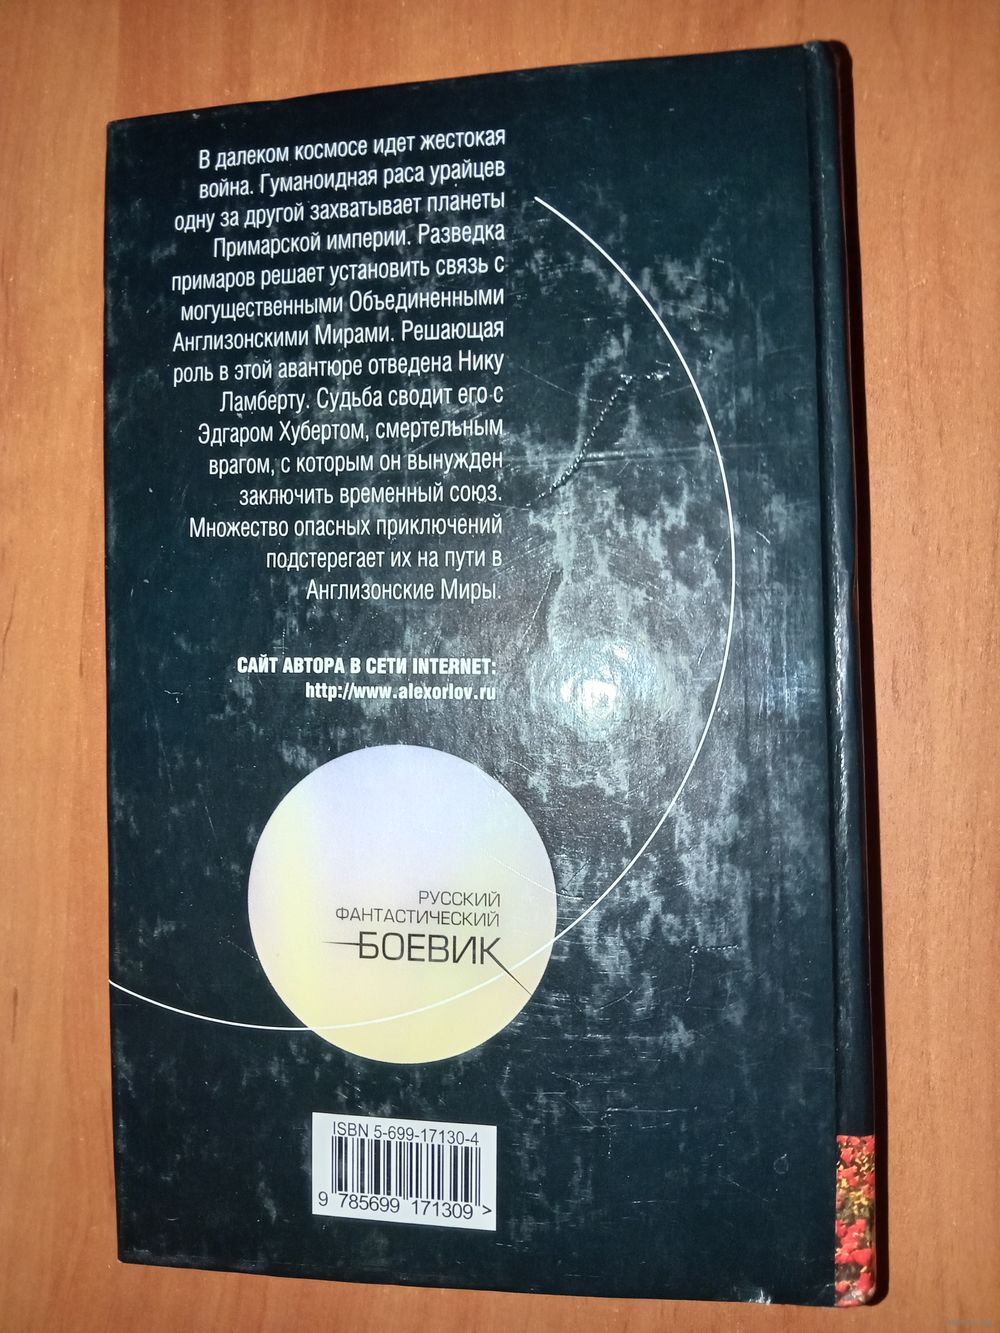 В далеком космосе идет жестокая
война. Гуманоидная раса урайцев
одну за другой захватывает планеты
Примарской империи. Разведка
примаров решает установить связь с
могущественными Объединенными
Англизонскими Мирами. Решающая
роль в этой авантюре отведена Нику
Ламберту. Судьба сводит его с
Эдгаром Хубертом, смертельным
врагом, с которым он вынужден
заключить временный союз.
Множество опасных приключений
подстерегает их на пути в
Англизонские Миры.
САЙТ АВТОРА В СЕТИ INTERNET:
http://www.alexorlov.ru
РУССКИЙ
ФАНТАСТИЧЕСКИЙ
БОЕВИК
ISBN 5-699-17130-4
9 785699 171309 >